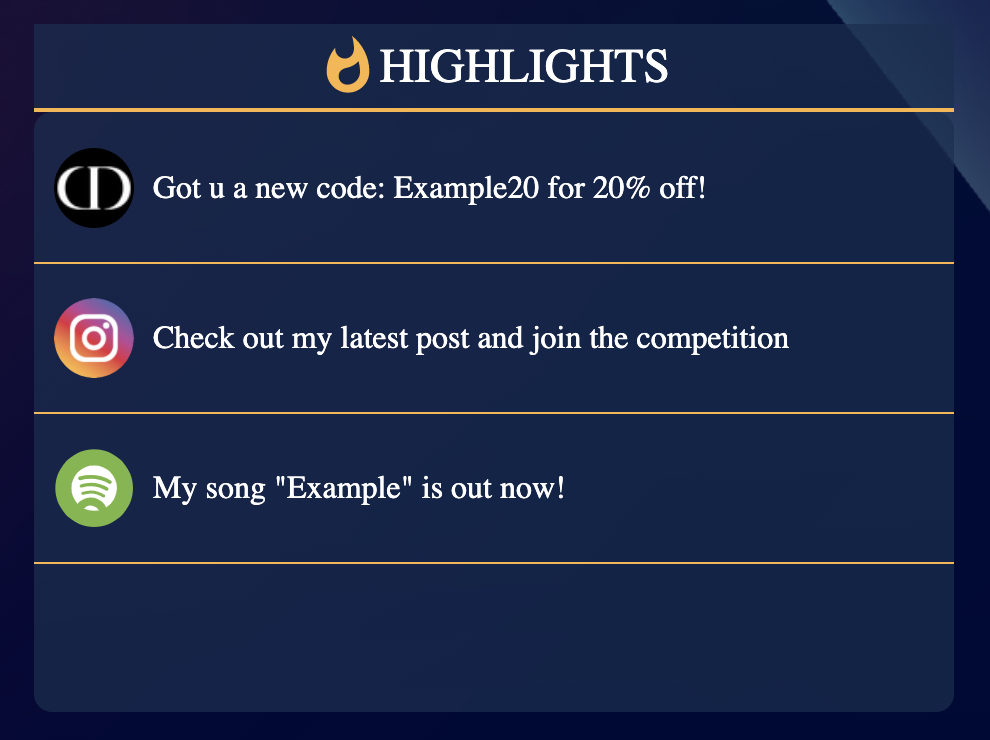 HIGHLIGHTS
Got u a new code: Example20 for 20% off!
Check out my latest post and join the competition
My song "Example" is out now!